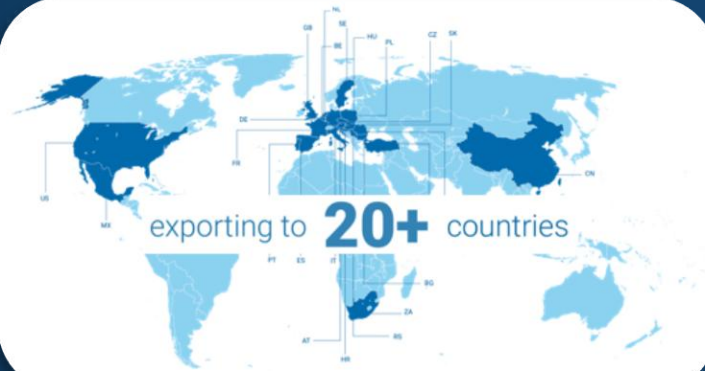 NL
SE
GB
HU
CZ
SK
PL
BE
DE
FR
CN
US
MX
exporting to 20+ countries
PT ES IT
BG
ZA
AT
RS
HR